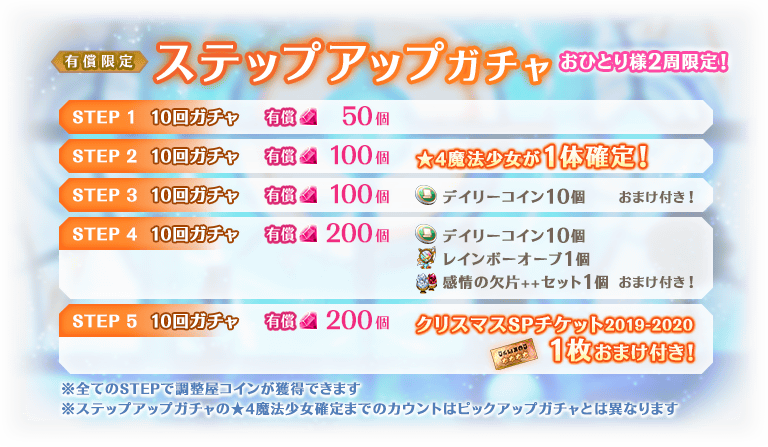 有償限定 ステップアップガチャ おひとり様2周限定!
STEP 1 10回ガチャ 有償 50個
STEP 2 10回ガチャ 有償 100個 ★4魔法少女が1体確定!
STEP 3 10回ガチャ 有償 100個 デイリーコイン10個 おまけ付き!
STEP 4 10回ガチャ 有償 200個 デイリーコイン10個
レインボーオーブ1個
感情の欠片++セット1個 おまけ付き!
STEP 5 10回ガチャ 有償 200個 クリスマスSPチケット2019-2020
1枚おまけ付き!
※全てのSTEPで調整屋コインが獲得できます
※ステップアップガチャの★4魔法少女確定までのカウントはピックアップガチャとは異なります